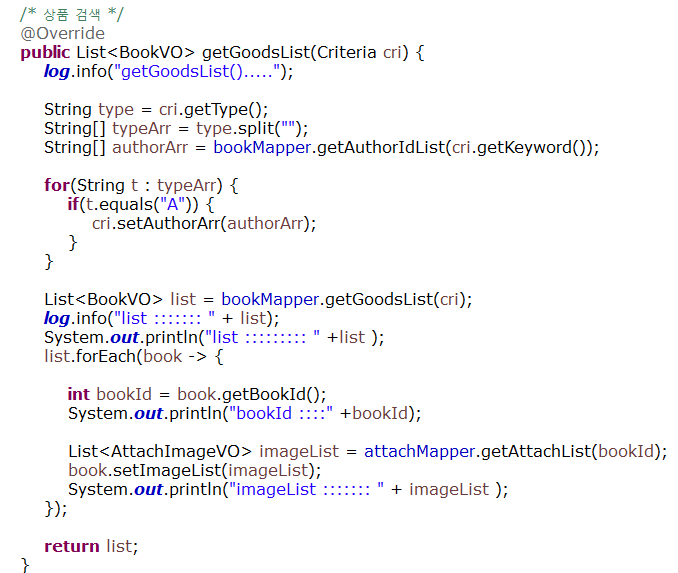 /* 상품 검색 */
@Override
public List<BookVO> getGoodsList(Criteria cri) {
log.info("getGoodsList().....");
String type = cri.getType();
String[] typeArr = type.split("");
String[] authorArr = bookMapper.getAuthorIdList(cri.getKeyword());
for(String t : typeArr) {
if(t.equals("A")) {
cri.setAuthorArr(authorArr);
}
}
List<BookVO> list = bookMapper.getGoodsList(cri);
log.info("list ::::::: " + list);
System.out.println("list ::::::::: " +list );
list.forEach(book -> {
int bookId = book.getBookId();
System.out.println("bookId ::::" +bookId);
List<AttachImageVO> imageList = attachMapper.getAttachList(bookId);
book.setImageList(imageList);
System.out.println("imageList ::::::: " + imageList );
});
return list;
}